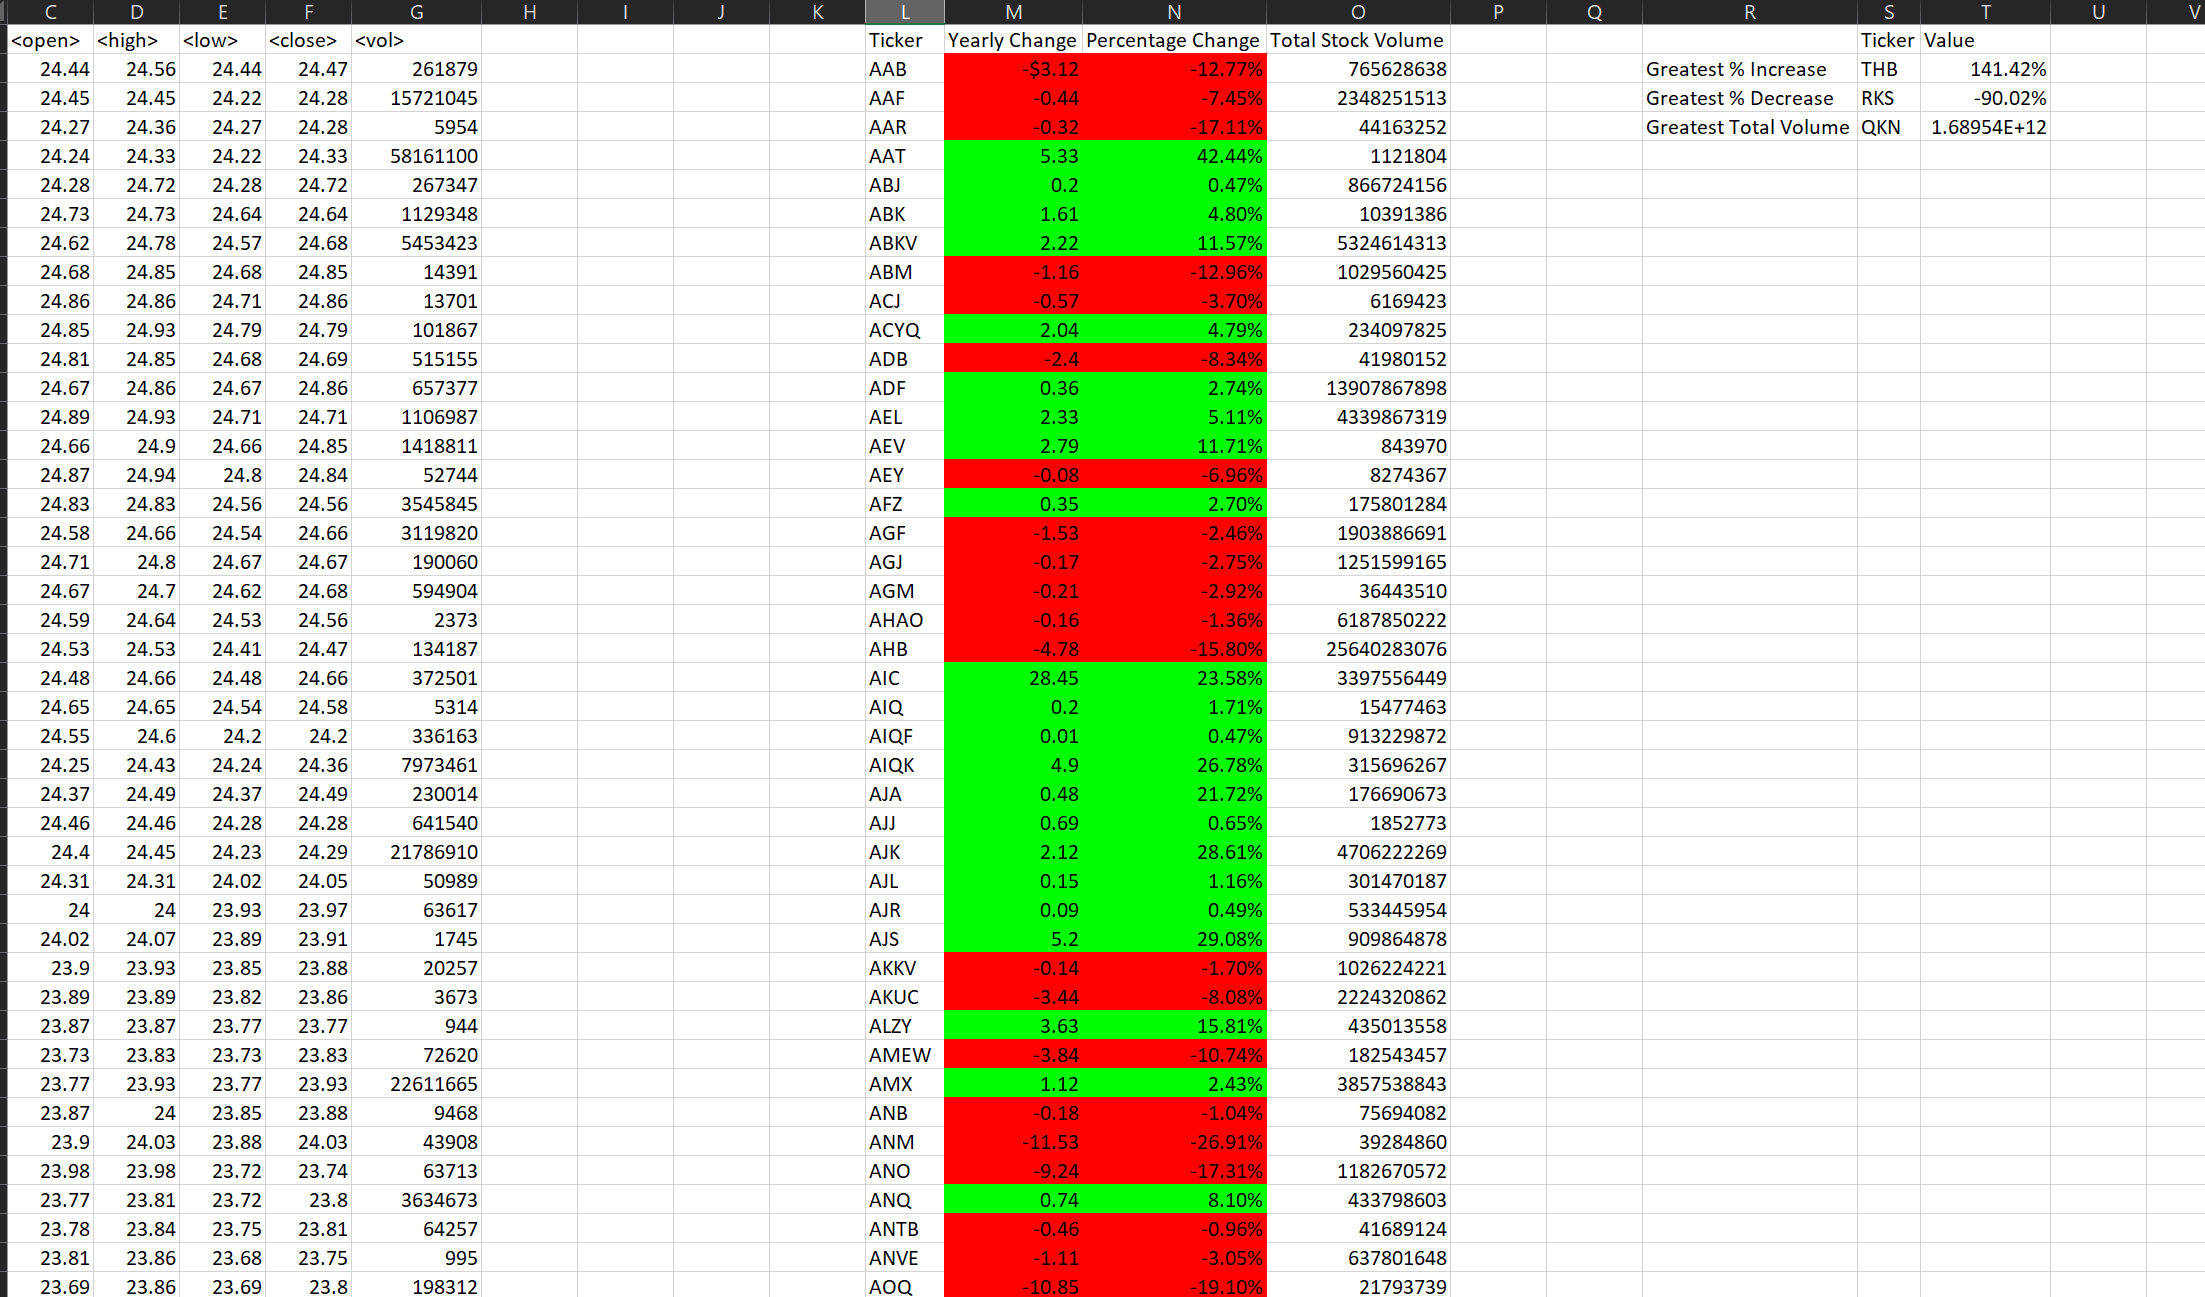 C D E F G H I J K L M N O P Q R S T U V
<open> <high> <low> <close> <vol> Ticker Yearly Change Percentage Change Total Stock Volume Ticker Value
24.44 24.56 24.44 24.47 261879 AAB -$3.12 -12.77% 765628638 Greatest % Increase THB 141.42%
24.45 24.45 24.22 24.28 15721045 AAF -0.44 -7.45% 2348251513 Greatest % Decrease RKS -90.02%
24.27 24.36 24.27 24.28 5954 AAR -0.32 -17.11% 44163252 Greatest Total Volume QKN 1.68954E+12
24.24 24.33 24.22 24.33 58161100 AAT 5.33 42.44% 1121804
24.28 24.72 24.28 24.72 267347 ABJ 0.2 0.47% 866724156
24.73 24.73 24.64 24.64 1129348 ABK 1.61 4.80% 10391386
24.62 24.78 24.57 24.68 5453423 ABKV 2.22 11.57% 5324614313
24.68 24.85 24.68 24.85 14391 ABM -1.16 -12.96% 1029560425
24.86 24.86 24.71 24.86 13701 ACJ -0.57 -3.70% 6169423
24.85 24.93 24.79 24.79 101867 ACYQ 2.04 4.79% 234097825
24.81 24.85 24.68 24.69 515155 ADB -2.4 -8.34% 41980152
24.67 24.86 24.67 24.86 657377 ADF 0.36 2.74% 13907867898
24.89 24.93 24.71 24.71 1106987 AEL 2.33 5.11% 4339867319
24.66 24.9 24.66 24.85 1418811 AEV 2.79 11.71% 843970
24.87 24.94 24.8 24.84 52744 AEY -0.08 -6.96% 8274367
24.83 24.83 24.56 24.56 3545845 AFZ 0.35 2.70% 175801284
24.58 24.66 24.54 24.66 3119820 AGF -1.53 -2.46% 1903886691
24.71 24.8 24.67 24.67 190060 AGJ -0.17 -2.75% 1251599165
24.67 24.7 24.62 24.68 594904 AGM -0.21 -2.92% 36443510
24.59 24.64 24.53 24.56 2373 AHAO -0.16 -1.36% 6187850222
24.53 24.53 24.41 24.47 134187 AHB -4.78 -15.80% 25640283076
24.48 24.66 24.48 24.66 372501 AIC 28.45 23.58% 3397556449
24.65 24.65 24.54 24.58 5314 AIQ 0.2 1.71% 15477463
24.55 24.6 24.2 24.2 336163 AIQF 0.01 0.47% 913229872
24.25 24.43 24.24 24.36 7973461 AIQK 4.9 26.78% 315696267
24.37 24.49 24.37 24.49 230014 AJA 0.48 21.72% 176690673
24.46 24.46 24.28 24.28 641540 AJJ 0.69 0.65% 1852773
24.4 24.45 24.23 24.29 21786910 AJK 2.12 28.61% 4706222269
24.31 24.31 24.02 24.05 50989 AJL 0.15 1.16% 301470187
24 24 23.93 23.97 63617 AJR 0.09 0.49% 533445954
24.02 24.07 23.89 23.91 1745 AJS 5.2 29.08% 909864878
23.9 23.93 23.85 23.88 20257 AKKV -0.14 -1.70% 1026224221
23.89 23.89 23.82 23.86 3673 AKUC -3.44 -8.08% 2224320862
23.87 23.87 23.77 23.77 944 ALZY 3.63 15.81% 435013558
23.73 23.83 23.73 23.83 72620 AMEW -3.84 -10.74% 182543457
23.77 23.93 23.77 23.93 22611665 AMX 1.12 2.43% 3857538843
23.87 24 23.85 23.88 9468 ANB -0.18 -1.04% 75694082
23.9 24.03 23.88 24.03 43908 ANM -11.53 -26.91% 39284860
23.98 23.98 23.72 23.74 63713 ANO -9.24 -17.31% 1182670572
23.77 23.81 23.72 23.8 3634673 ANQ 0.74 8.10% 433798603
23.78 23.84 23.75 23.81 64257 ANTB -0.46 -0.96% 41689124
23.81 23.86 23.68 23.75 995 ANVE -1.11 -3.05% 637801648
23.69 23.86 23.69 23.8 198312 AOQ -10.85 -19.10% 21793739